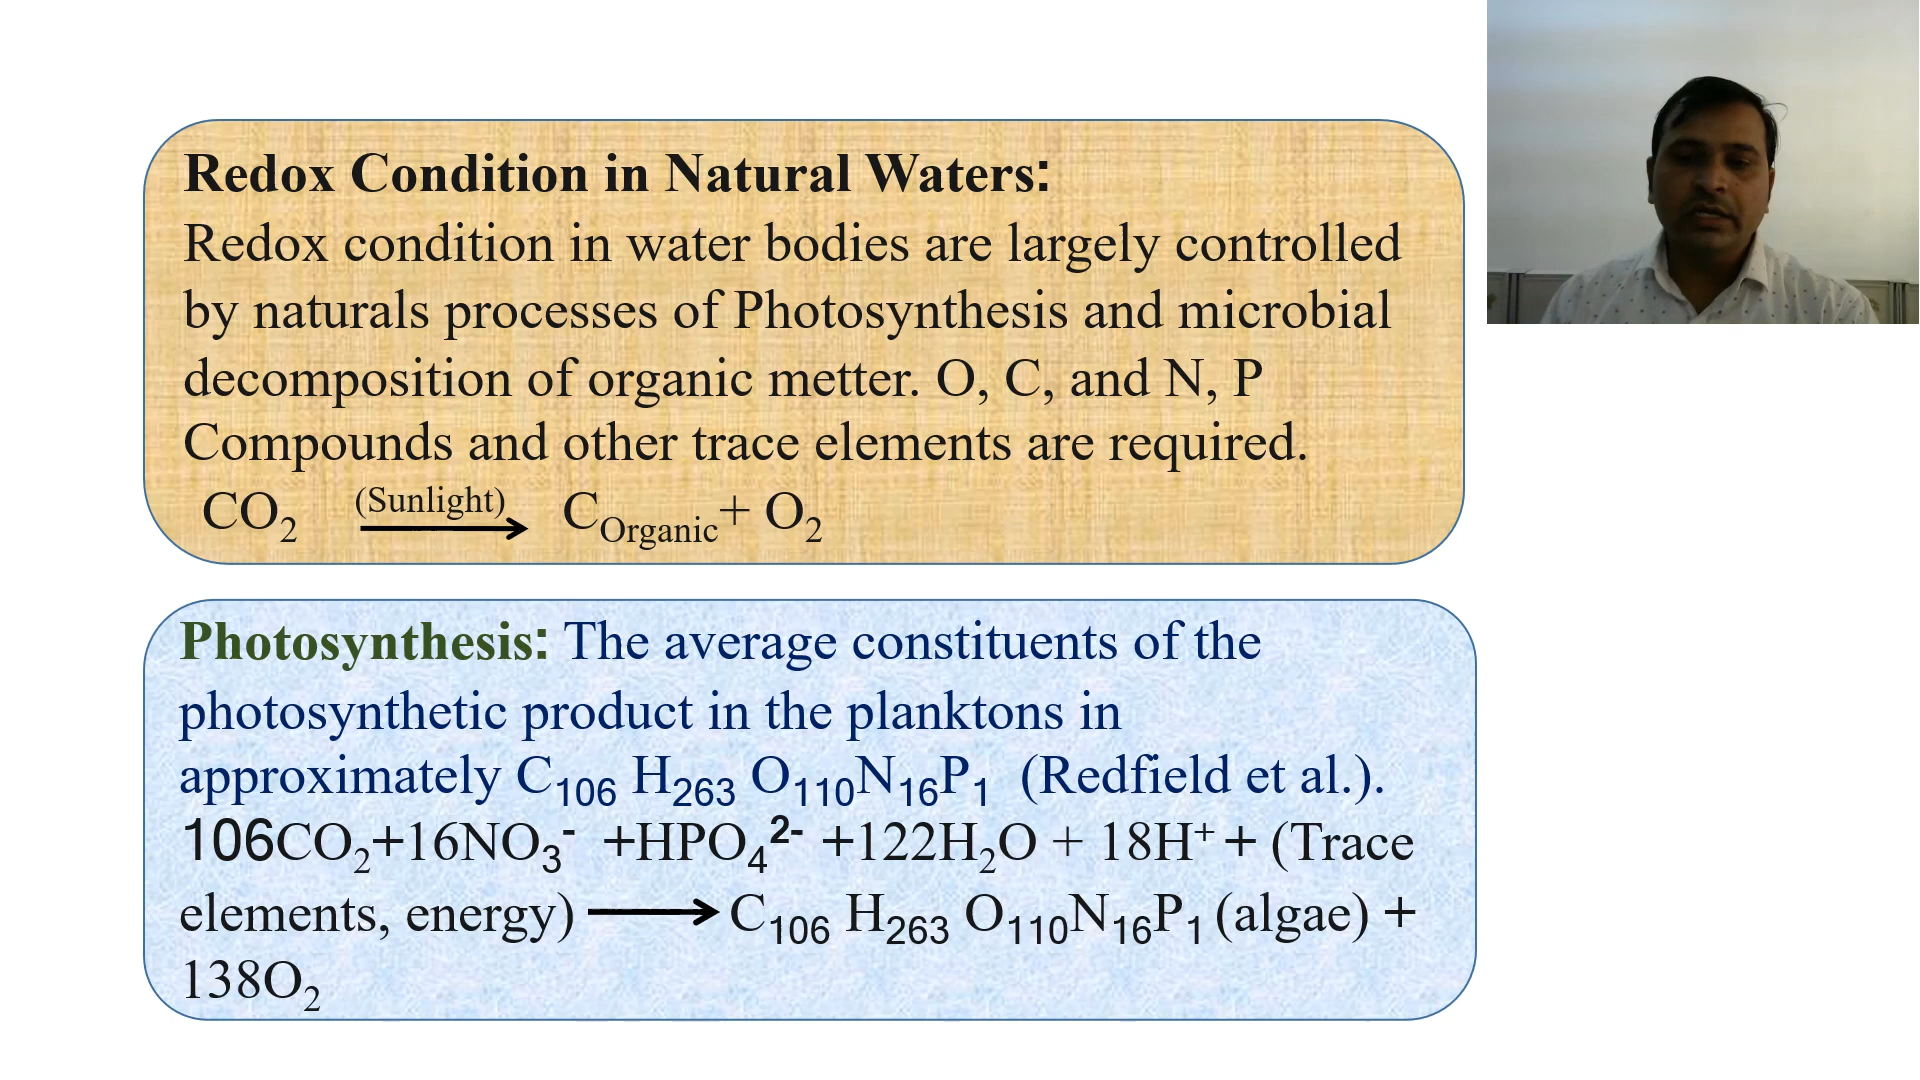 Redox Condition in Natural Waters:
Redox condition in water bodies are largely controlled
by naturals processes of Photosynthesis and microbial
decomposition of organic metter. O, C, and N, P
Compounds and other trace elements are required.
CO₂ (Sunlight) ⟶ C_Organic + O₂
Photosynthesis: The average constituents of the
photosynthetic product in the planktons in
approximately C₁₀₆ H₂₆₃ O₁₁₀N₁₆P₁ (Redfield et al.).
106CO₂+16NO₃⁻ +HPO₄²⁻ +122H₂O + 18H⁺ + (Trace
elements, energy) ⟶ C₁₀₆ H₂₆₃ O₁₁₀N₁₆P₁ (algae) +
138O₂